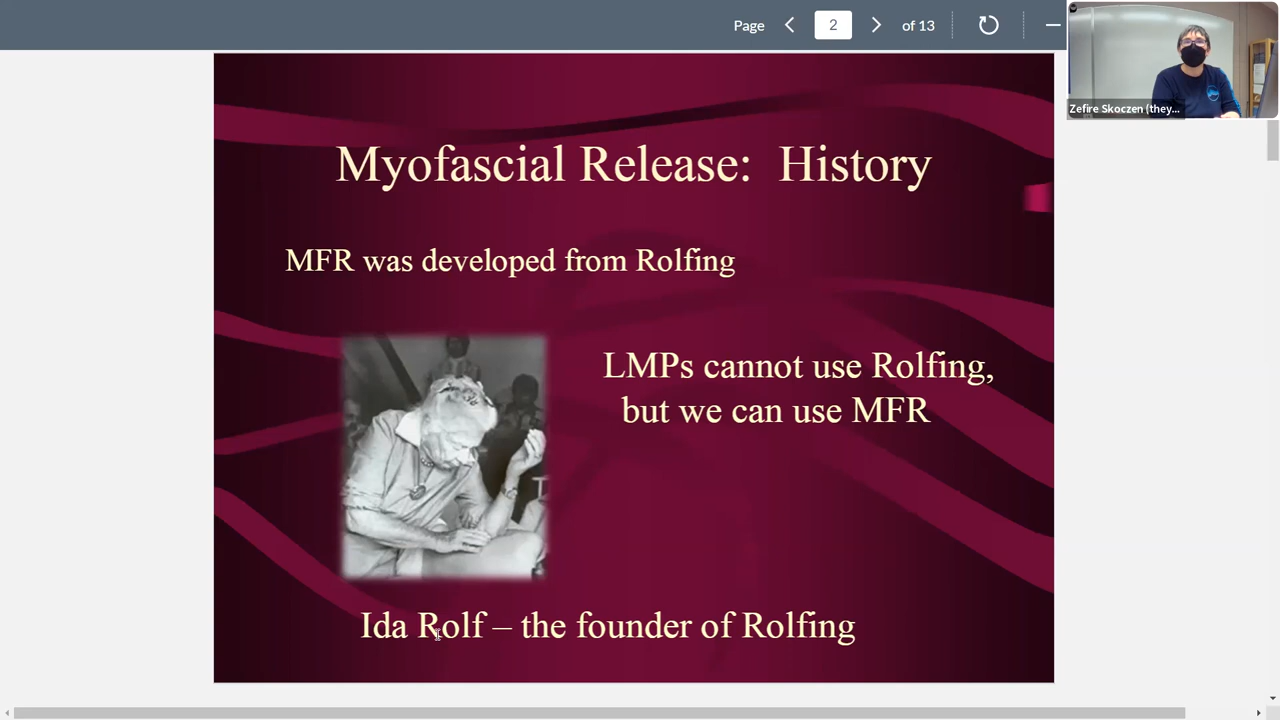 Page 2 of 13
Zefire Skoczen (they...
Myofascial Release: History
MFR was developed from Rolfing
LMPs cannot use Rolfing,
but we can use MFR
Ida Rolf – the founder of Rolfing